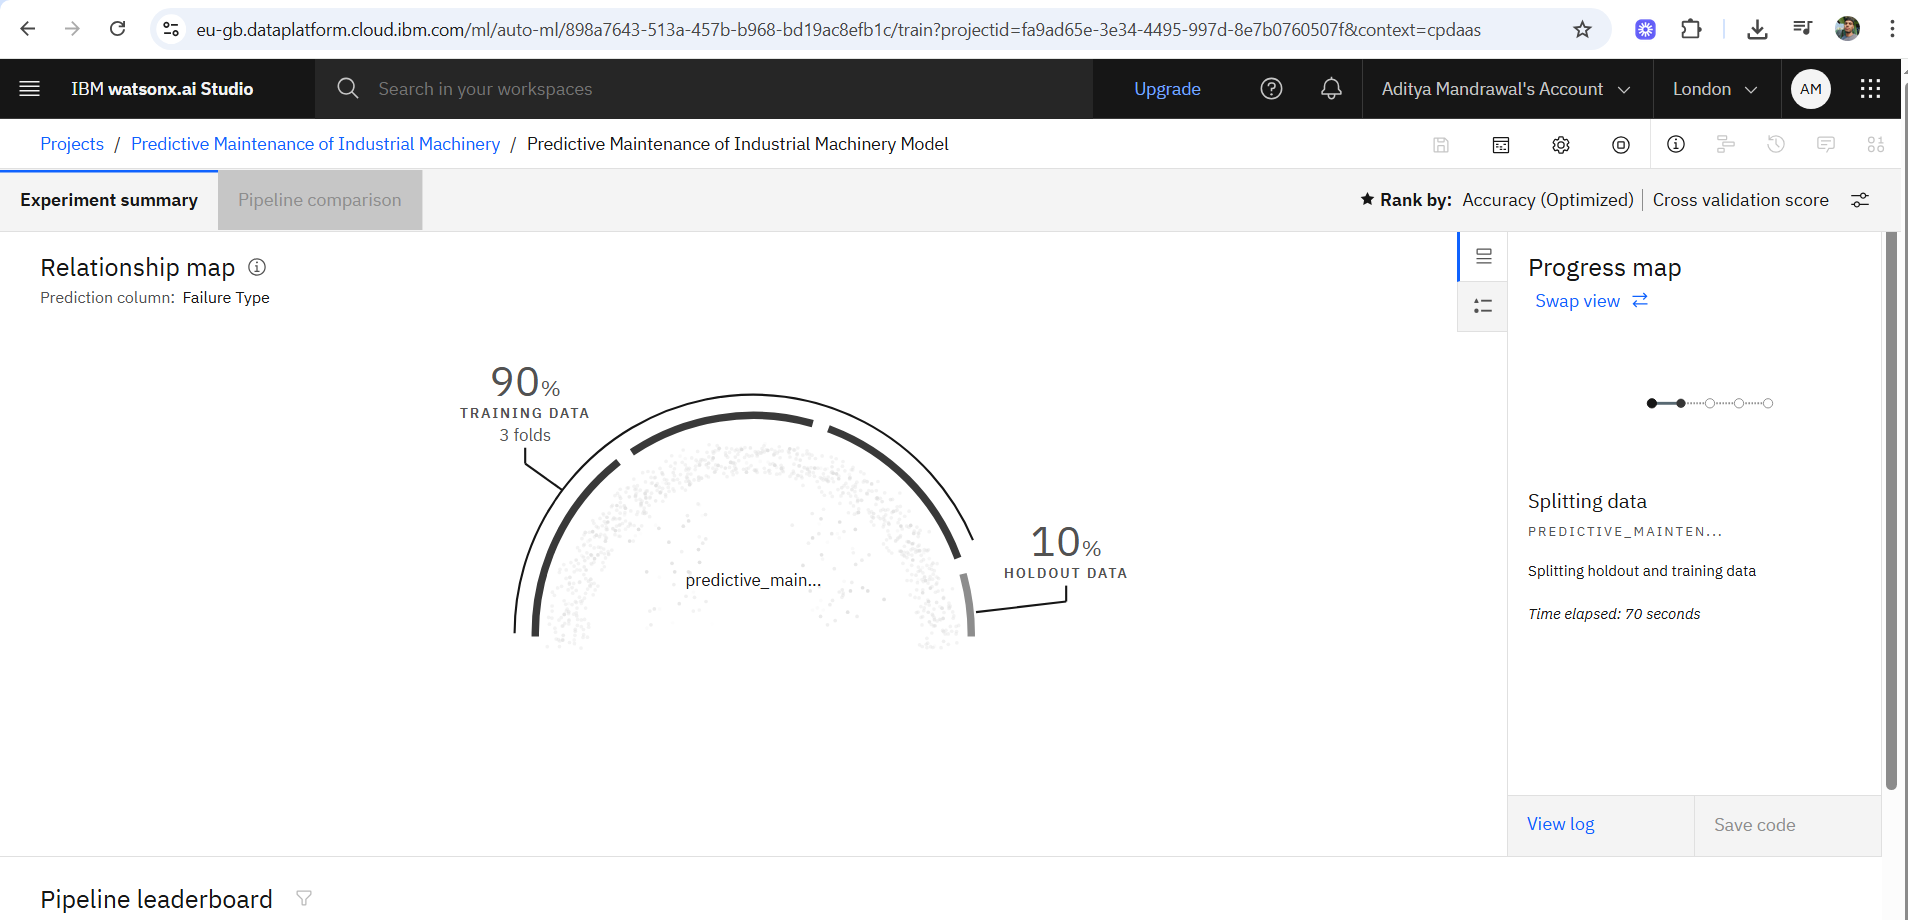 eu-gb.dataplatform.cloud.ibm.com/ml/auto-ml/898a7643-513a-457b-b968-bd19ac8efb1c/train?projectid=fa9ad65e-3e34-4495-997d-8e7b0760507f&context=cpdaas
IBM watsonx.ai Studio
Search in your workspaces
Upgrade
Aditya Mandrawal's Account
London
AM
Projects / Predictive Maintenance of Industrial Machinery / Predictive Maintenance of Industrial Machinery Model
Experiment summary
Pipeline comparison
Rank by: Accuracy (Optimized) | Cross validation score
Relationship map
Prediction column: Failure Type
90%
TRAINING DATA
3 folds
10%
HOLDOUT DATA
predictive_main...
Progress map
Swap view
Splitting data
PREDICTIVE_MAINTEN...
Splitting holdout and training data
Time elapsed: 70 seconds
View log
Save code
Pipeline leaderboard